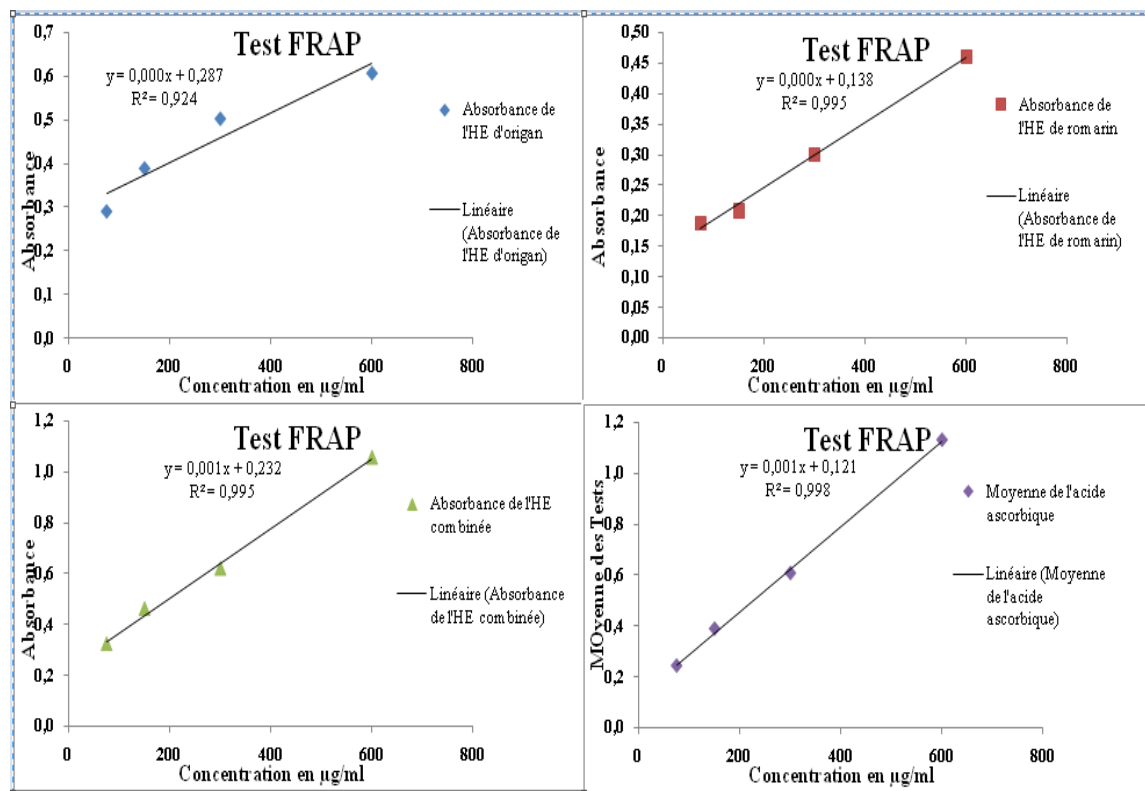 Test FRAP
y = 0,000x + 0,287
R² = 0,924
Absorbance
0,7
0,6
0,5
0,4
0,3
0,2
0,1
0,0
0
200
400
600
800
Concentration en µg/ml
Absorbance de
l'HE d'origan
Linéaire
(Absorbance de
l'HE d'origan)
Test FRAP
y = 0,000x + 0,138
R² = 0,995
Absorbance
0,50
0,45
0,40
0,35
0,30
0,25
0,20
0,15
0,10
0,05
0,00
0
200
400
600
800
Concentration en µg/ml
Absorbance de
l'HE de romarin
Linéaire
(Absorbance de
l'HE de romarin)
Test FRAP
y = 0,001x + 0,232
R² = 0,995
Absorbance
1,2
1,0
0,8
0,6
0,4
0,2
0,0
0
200
400
600
800
Concentration en µg/ml
Absorbance de l'HE
combinée
Linéaire (Absorbance
de l'HE combinée)
Test FRAP
y = 0,001x + 0,121
R² = 0,998
MOyenne des Tests
1,2
1,0
0,8
0,6
0,4
0,2
0,0
0
200
400
600
800
Concentration en µg/ml
Moyenne de l'acide
ascorbique
Linéaire (Moyenne
de l'acide
ascorbique)